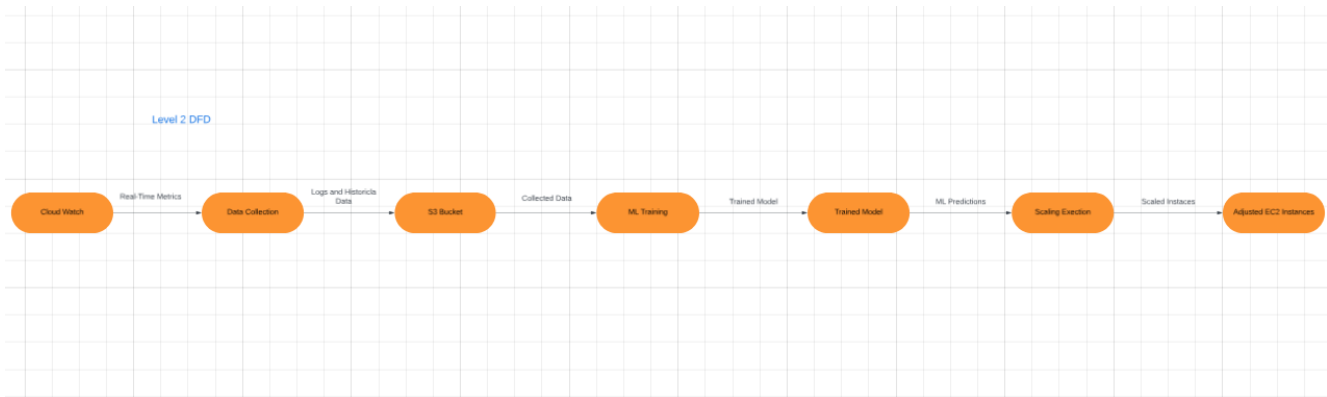 Level 2 DFD
Cloud Watch
Real-Time Metrics
Data Collection
Logs and Historicla
Data
S3 Bucket
Collected Data
ML Training
Trained Model
Trained Model
ML Predictions
Scaling Exection
Scaled Instaces
Adjusted EC2 Instances